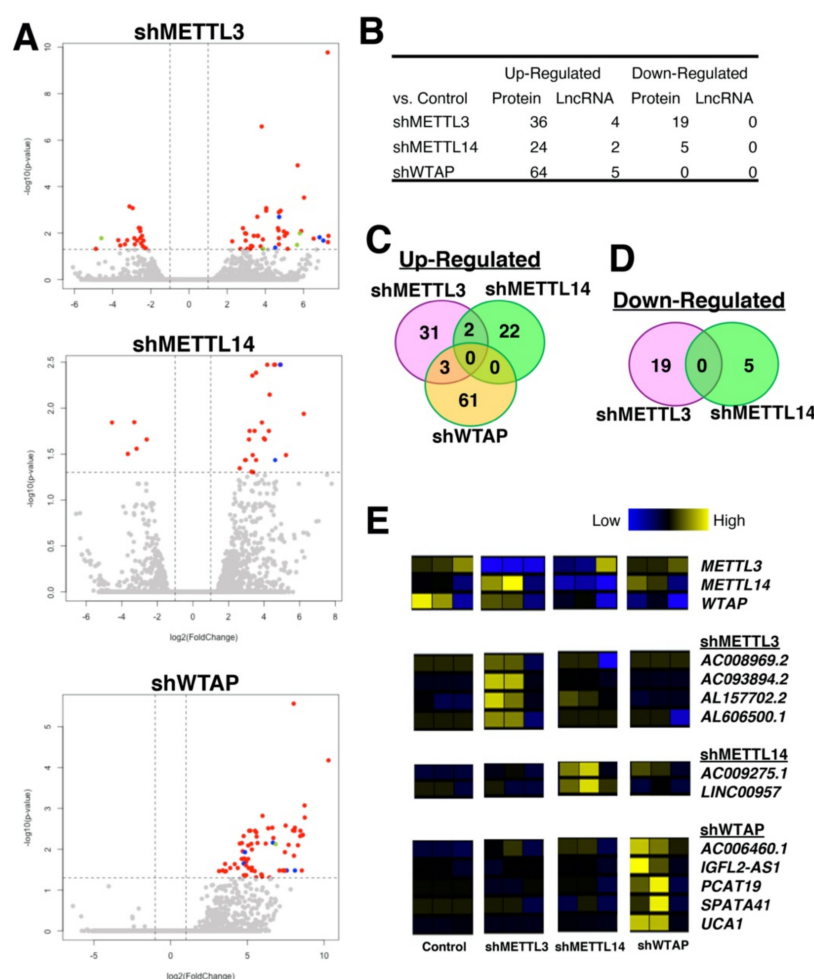 A
shMETTL3
10
8
6
4
2
0
-log10(p-value)
-6 -4 -2 0 2 4 6
shMETTL14
2.5
2.0
1.5
1.0
0.5
0.0
-log10(p-value)
-6 -4 -2 0 2 4 6 8
log2(FoldChange)
shWTAP
5
4
3
2
1
0
-log10(p-value)
-5 0 5 10
log2(FoldChange)
B
Up-Regulated Down-Regulated
vs. Control Protein LncRNA Protein LncRNA
shMETTL3 36 4 19 0
shMETTL14 24 2 5 0
shWTAP 64 5 0 0
C
Up-Regulated
shMETTL3 shMETTL14
31 2 22
3 0 0
61
shWTAP
D
Down-Regulated
19 0 5
shMETTL3 shMETTL14
E
Low High
METTL3
METTL14
WTAP
shMETTL3
AC008969.2
AC093894.2
AL157702.2
AL606500.1
shMETTL14
AC009275.1
LINC00957
shWTAP
AC006460.1
IGFL2-AS1
PCAT19
SPATA41
UCA1
Control shMETTL3 shMETTL14 shWTAP